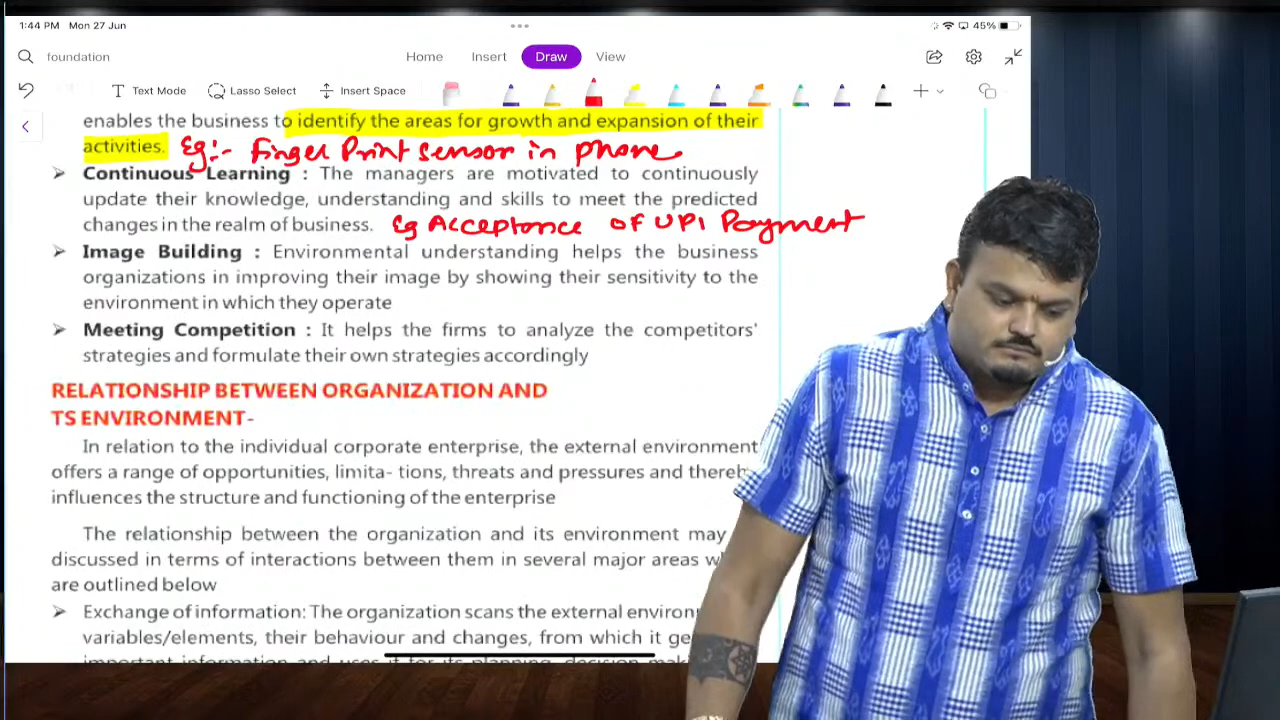 1:44 PM Mon 27 Jun
45%
foundation
Home Insert Draw View
Text Mode Lasso Select Insert Space
enables the business to identify the areas for growth and expansion of their
activities. Eg:- Finger Print Sensor in phone
Continuous Learning : The managers are motivated to continuously
update their knowledge, understanding and skills to meet the predicted
changes in the realm of business. Eg Acceptance OF UPI Payment
Image Building : Environmental understanding helps the business
organizations in improving their image by showing their sensitivity to the
environment in which they operate
Meeting Competition : It helps the firms to analyze the competitors'
strategies and formulate their own strategies accordingly
RELATIONSHIP BETWEEN ORGANIZATION AND
TS ENVIRONMENT-
In relation to the individual corporate enterprise, the external environment
offers a range of opportunities, limita- tions, threats and pressures and
influences the structure and functioning of the enterprise
The relationship between the organization and its environment may
discussed in terms of interactions between them in several major areas
are outlined below
Exchange of information: The organization scans the external
variables/elements, their behaviour and changes, from which it
important information and uses it for its planning, decision